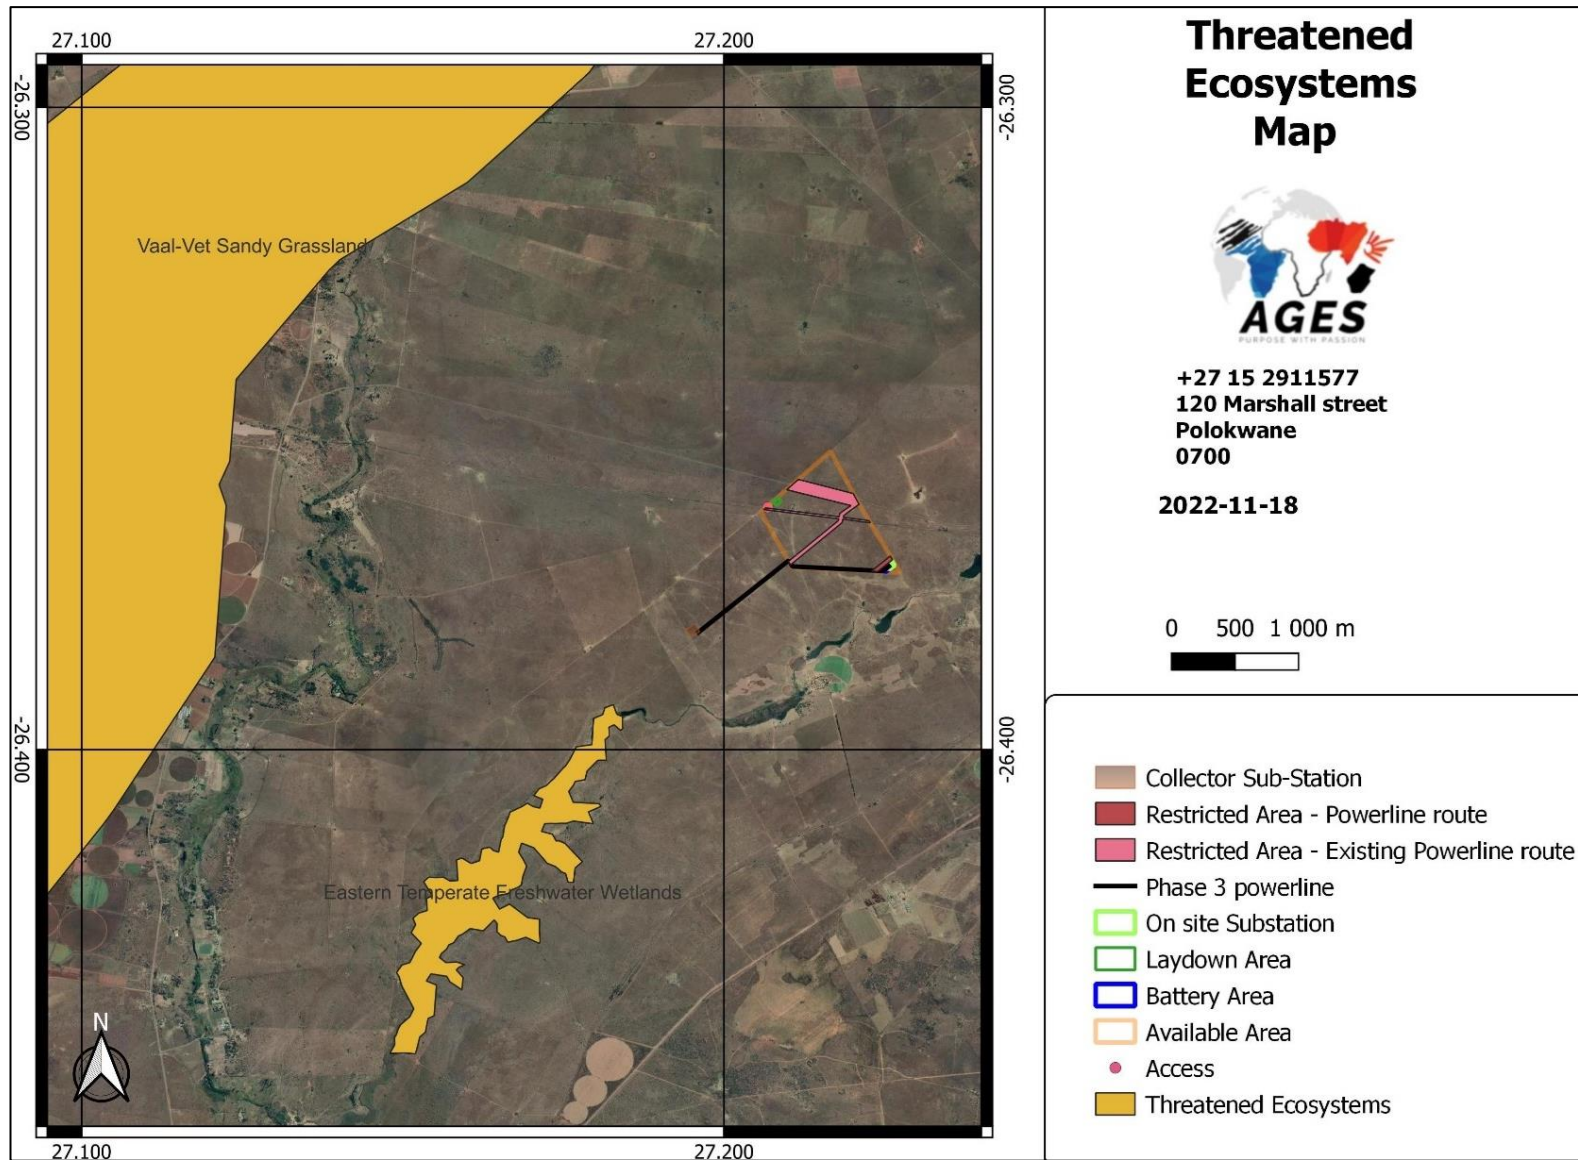 27.100
27.200
-26.300
-26.300
Vaal-Vet Sandy Grassland
-26.400
-26.400
Eastern Temperate Freshwater Wetlands
N
27.100
27.200
Threatened
Ecosystems
Map
AGES
PURPOSE WITH PASSION
+27 15 2911577
120 Marshall street
Polokwane
0700
2022-11-18
0 500 1 000 m
Collector Sub-Station
Restricted Area - Powerline route
Restricted Area - Existing Powerline route
Phase 3 powerline
On site Substation
Laydown Area
Battery Area
Available Area
Access
Threatened Ecosystems